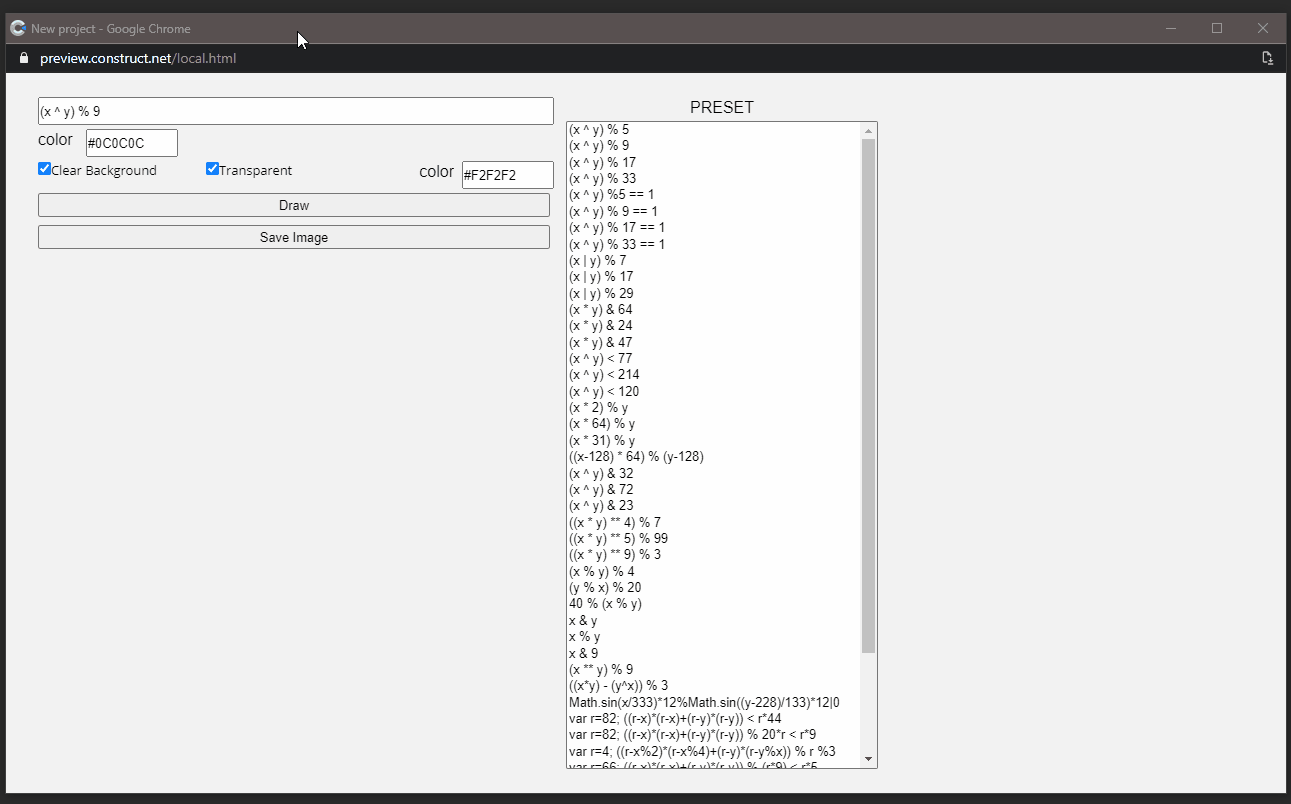 New project - Google Chrome
preview.construct.net/local.html
(x ^ y) % 9
color #0C0C0C
Clear Background Transparent color #F2F2F2
Draw
Save Image
PRESET
(x ^ y) % 5
(x ^ y) % 9
(x ^ y) % 17
(x ^ y) % 33
(x ^ y) %5 == 1
(x ^ y) % 9 == 1
(x ^ y) % 17 == 1
(x ^ y) % 33 == 1
(x | y) % 7
(x | y) % 17
(x | y) % 29
(x * y) & 64
(x * y) & 24
(x * y) & 47
(x ^ y) < 77
(x ^ y) < 214
(x ^ y) < 120
(x * 2) % y
(x * 64) % y
(x * 31) % y
((x-128) * 64) % (y-128)
(x ^ y) & 32
(x ^ y) & 72
(x ^ y) & 23
((x * y) ** 4) % 7
((x * y) ** 5) % 99
((x * y) ** 9) % 3
(x % y) % 4
(y % x) % 20
40 % (x % y)
x & y
x % y
x & 9
(x ** y) % 9
((x*y) - (y^x)) % 3
Math.sin(x/333)*12%Math.sin((y-228)/133)*12|0
var r=82; ((r-x)*(r-x)+(r-y)*(r-y)) < r*44
var r=82; ((r-x)*(r-x)+(r-y)*(r-y)) % 20*r < r*9
var r=4; ((r-x%2)*(r-x%4)+(r-y)*(r-y%x)) % r %3
var r=66; ((r-x)*(r-x)+(r-y)*(r-y)) % (r*9) < r*5